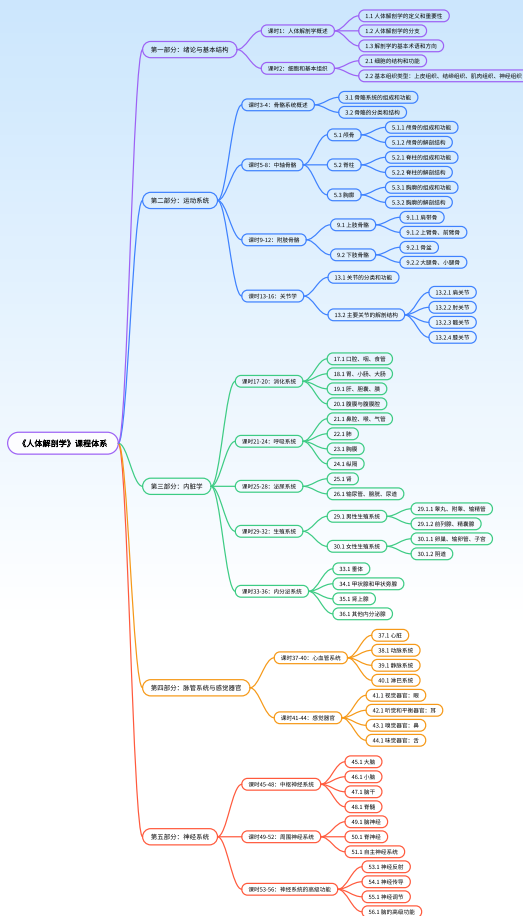 《人体解剖学》课程体系
第一部分：绪论与基本结构
课时1：人体解剖学概述
1.1 人体解剖学的定义和重要性
1.2 人体解剖学的分支
1.3 解剖学的基本术语和方向
课时2：细胞和基本组织
2.1 细胞的结构和功能
2.2 基本组织类型：上皮组织、结缔组织、肌肉组织、神经组织
第二部分：运动系统
课时3-4：骨骼系统概述
3.1 骨骼系统的组成和功能
3.2 骨骼的分类和结构
课时5-8：中轴骨骼
5.1 颅骨
5.1.1 颅骨的组成和功能
5.1.2 颅骨的解剖结构
5.2 脊柱
5.2.1 脊柱的组成和功能
5.2.2 脊柱的解剖结构
5.3 胸廓
5.3.1 胸廓的组成和功能
5.3.2 胸廓的解剖结构
课时9-12：附肢骨骼
9.1 上肢骨骼
9.1.1 肩带骨
9.1.2 上臂骨、前臂骨
9.2 下肢骨骼
9.2.1 骨盆
9.2.2 大腿骨、小腿骨
课时13-16：关节学
13.1 关节的分类和功能
13.2 主要关节的解剖结构
13.2.1 肩关节
13.2.2 肘关节
13.2.3 髋关节
13.2.4 膝关节
第三部分：内脏学
课时17-20：消化系统
17.1 口腔、咽、食管
18.1 胃、小肠、大肠
19.1 肝、胆囊、胰
20.1 腹膜与腹膜腔
课时21-24：呼吸系统
21.1 鼻腔、喉、气管
22.1 肺
23.1 胸膜
24.1 纵隔
课时25-28：泌尿系统
25.1 肾
26.1 输尿管、膀胱、尿道
课时29-32：生殖系统
29.1 男性生殖系统
29.1.1 睾丸、附睾、输精管
29.1.2 前列腺、精囊腺
30.1 女性生殖系统
30.1.1 卵巢、输卵管、子宫
30.1.2 阴道
课时33-36：内分泌系统
33.1 垂体
34.1 甲状腺和甲状旁腺
35.1 肾上腺
36.1 其他内分泌腺
第四部分：脉管系统与感觉器官
课时37-40：心血管系统
37.1 心脏
38.1 动脉系统
39.1 静脉系统
40.1 淋巴系统
课时41-44：感觉器官
41.1 视觉器官：眼
42.1 听觉和平衡器官：耳
43.1 嗅觉器官：鼻
44.1 味觉器官：舌
第五部分：神经系统
课时45-48：中枢神经系统
45.1 大脑
46.1 小脑
47.1 脑干
48.1 脊髓
课时49-52：周围神经系统
49.1 脑神经
50.1 脊神经
51.1 自主神经系统
课时53-56：神经系统的高级功能
53.1 神经反射
54.1 神经传导
55.1 神经调节
56.1 脑的高级功能